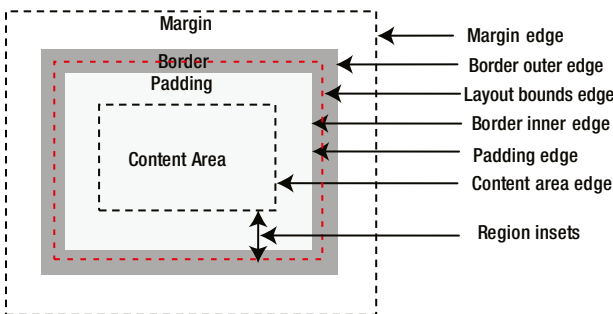 Margin
Margin edge
Border
Border outer edge
Padding
Layout bounds edge
Border inner edge
Content Area
Padding edge
Content area edge
Region insets